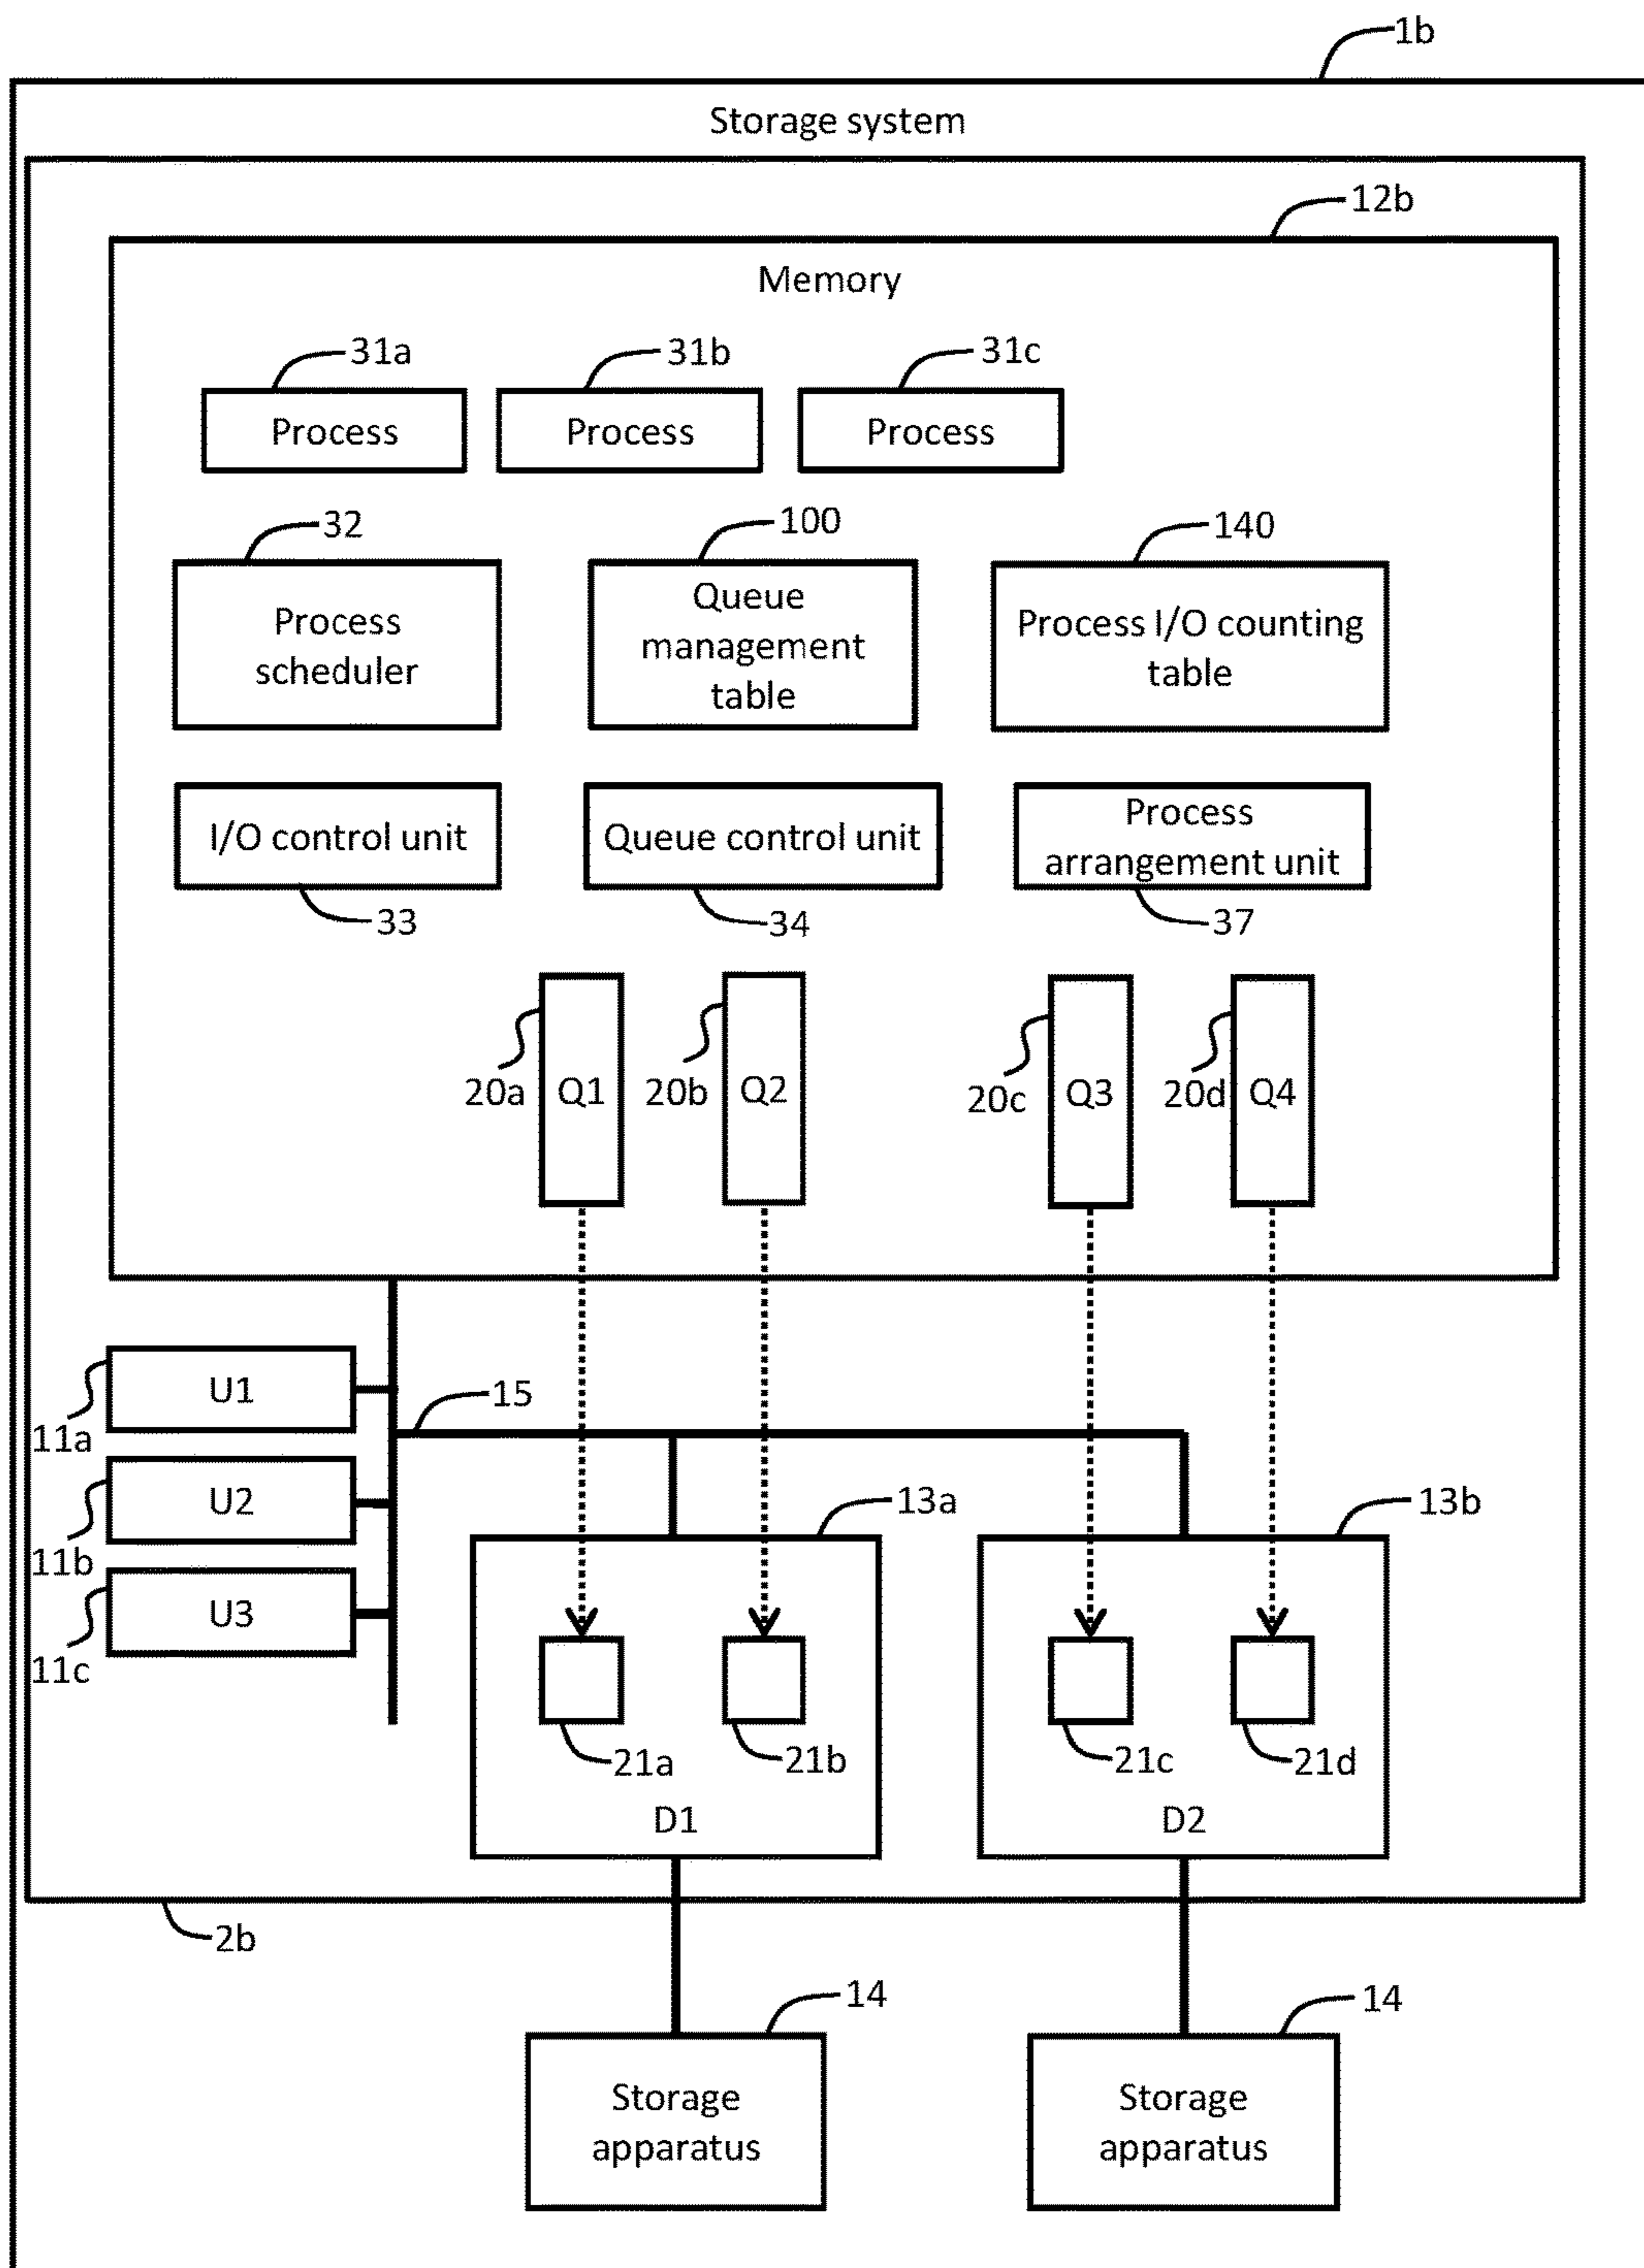 1b
Storage system
12b
Memory
31a
31b
31c
Process
Process
Process
32
100
140
Process
scheduler
Queue
management
table
Process I/O counting
table
I/O control unit
Queue control unit
Process
arrangement unit
33
34
37
20a
Q1
20b
Q2
20c
Q3
20d
Q4
U1
11a
15
U2
11b
13a
13b
U3
11c
21a
21b
21c
21d
D1
D2
2b
14
14
Storage
apparatus
Storage
apparatus